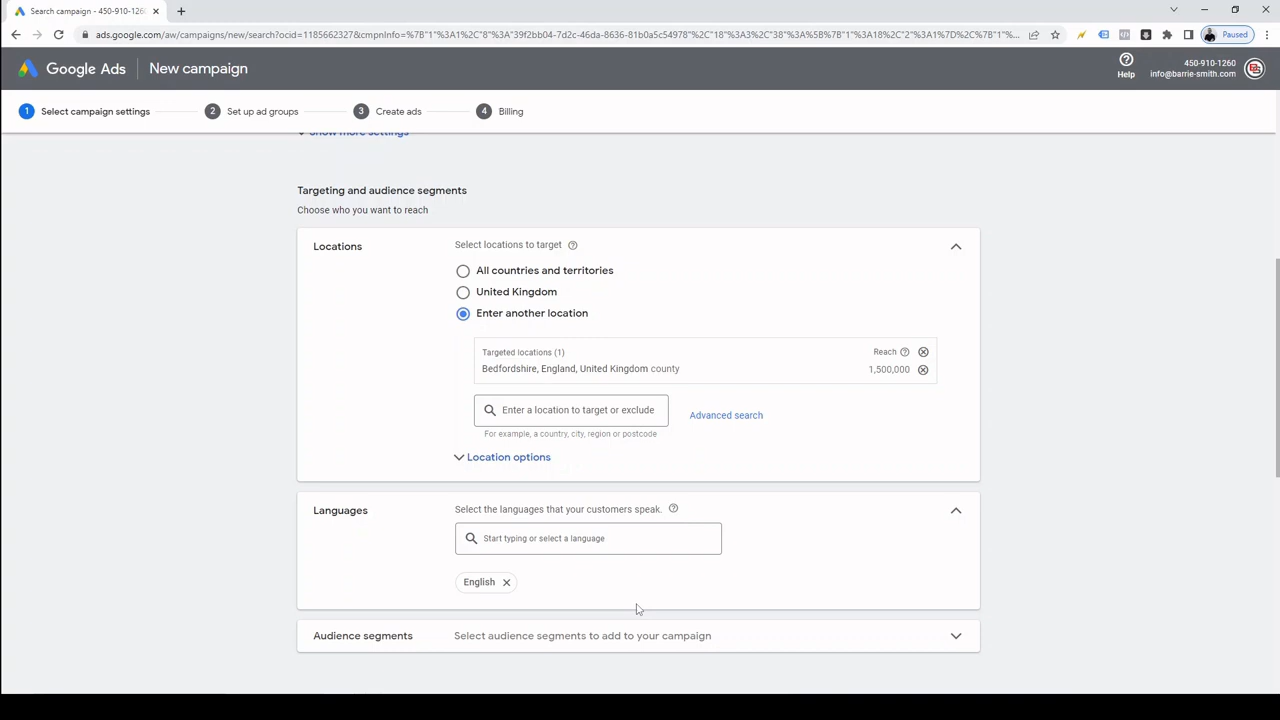 Search campaign - 450-910-126
ads.google.com/aw/campaigns/new/search?ocid=1185662327&cmpnInfo=%7B"1"%3A1%2C"8"%3A"39f2bb04-7d2c-46da-8636-81b0a5c54978"%2C"18"%3A3%2C"38"%3A%5B%7B"1"%3A18%2C"2"%3A1%7D%2C%7B"1"%...
Paused
Google Ads
New campaign
Help
450-910-1260
info@barrie-smith.com
1 Select campaign settings
2 Set up ad groups
3 Create ads
4 Billing
Show more settings
Targeting and audience segments
Choose who you want to reach
Locations
Select locations to target
All countries and territories
United Kingdom
Enter another location
Targeted locations (1) Reach
Bedfordshire, England, United Kingdom county 1,500,000
Enter a location to target or exclude
Advanced search
For example, a country, city, region or postcode
Location options
Languages
Select the languages that your customers speak.
Start typing or select a language
English
Audience segments Select audience segments to add to your campaign